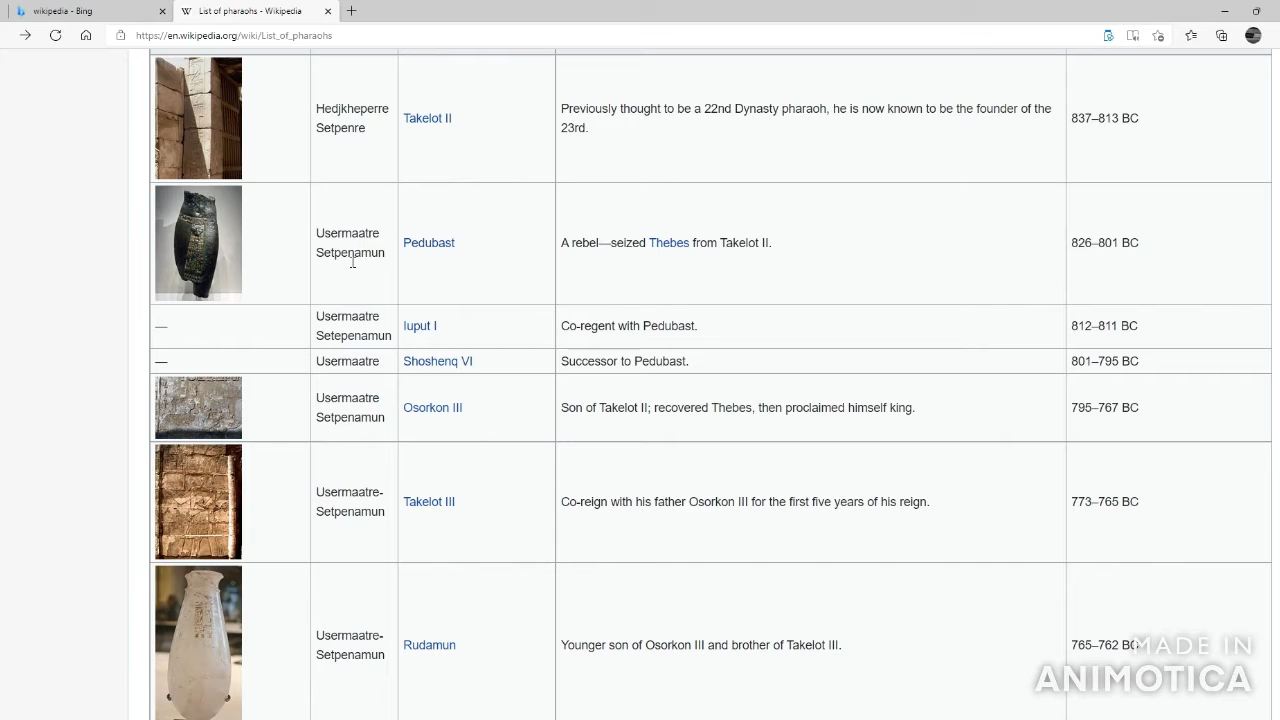 wikipedia - Bing
List of pharaohs - Wikipedia
https://en.wikipedia.org/wiki/List_of_pharaohs
Hedjkheperre
Setpenre
Takelot II
Previously thought to be a 22nd Dynasty pharaoh, he is now known to be the founder of the
23rd.
837–813 BC
Usermaatre
Setpenamun
Pedubast
A rebel—seized Thebes from Takelot II.
826–801 BC
—
Usermaatre
Setepenamun
Iuput I
Co-regent with Pedubast.
812–811 BC
—
Usermaatre
Shoshenq VI
Successor to Pedubast.
801–795 BC
Usermaatre
Setpenamun
Osorkon III
Son of Takelot II; recovered Thebes, then proclaimed himself king.
795–767 BC
Usermaatre-
Setpenamun
Takelot III
Co-reign with his father Osorkon III for the first five years of his reign.
773–765 BC
Usermaatre-
Setpenamun
Rudamun
Younger son of Osorkon III and brother of Takelot III.
765–762 BC
MADE IN
ANIMOTICA